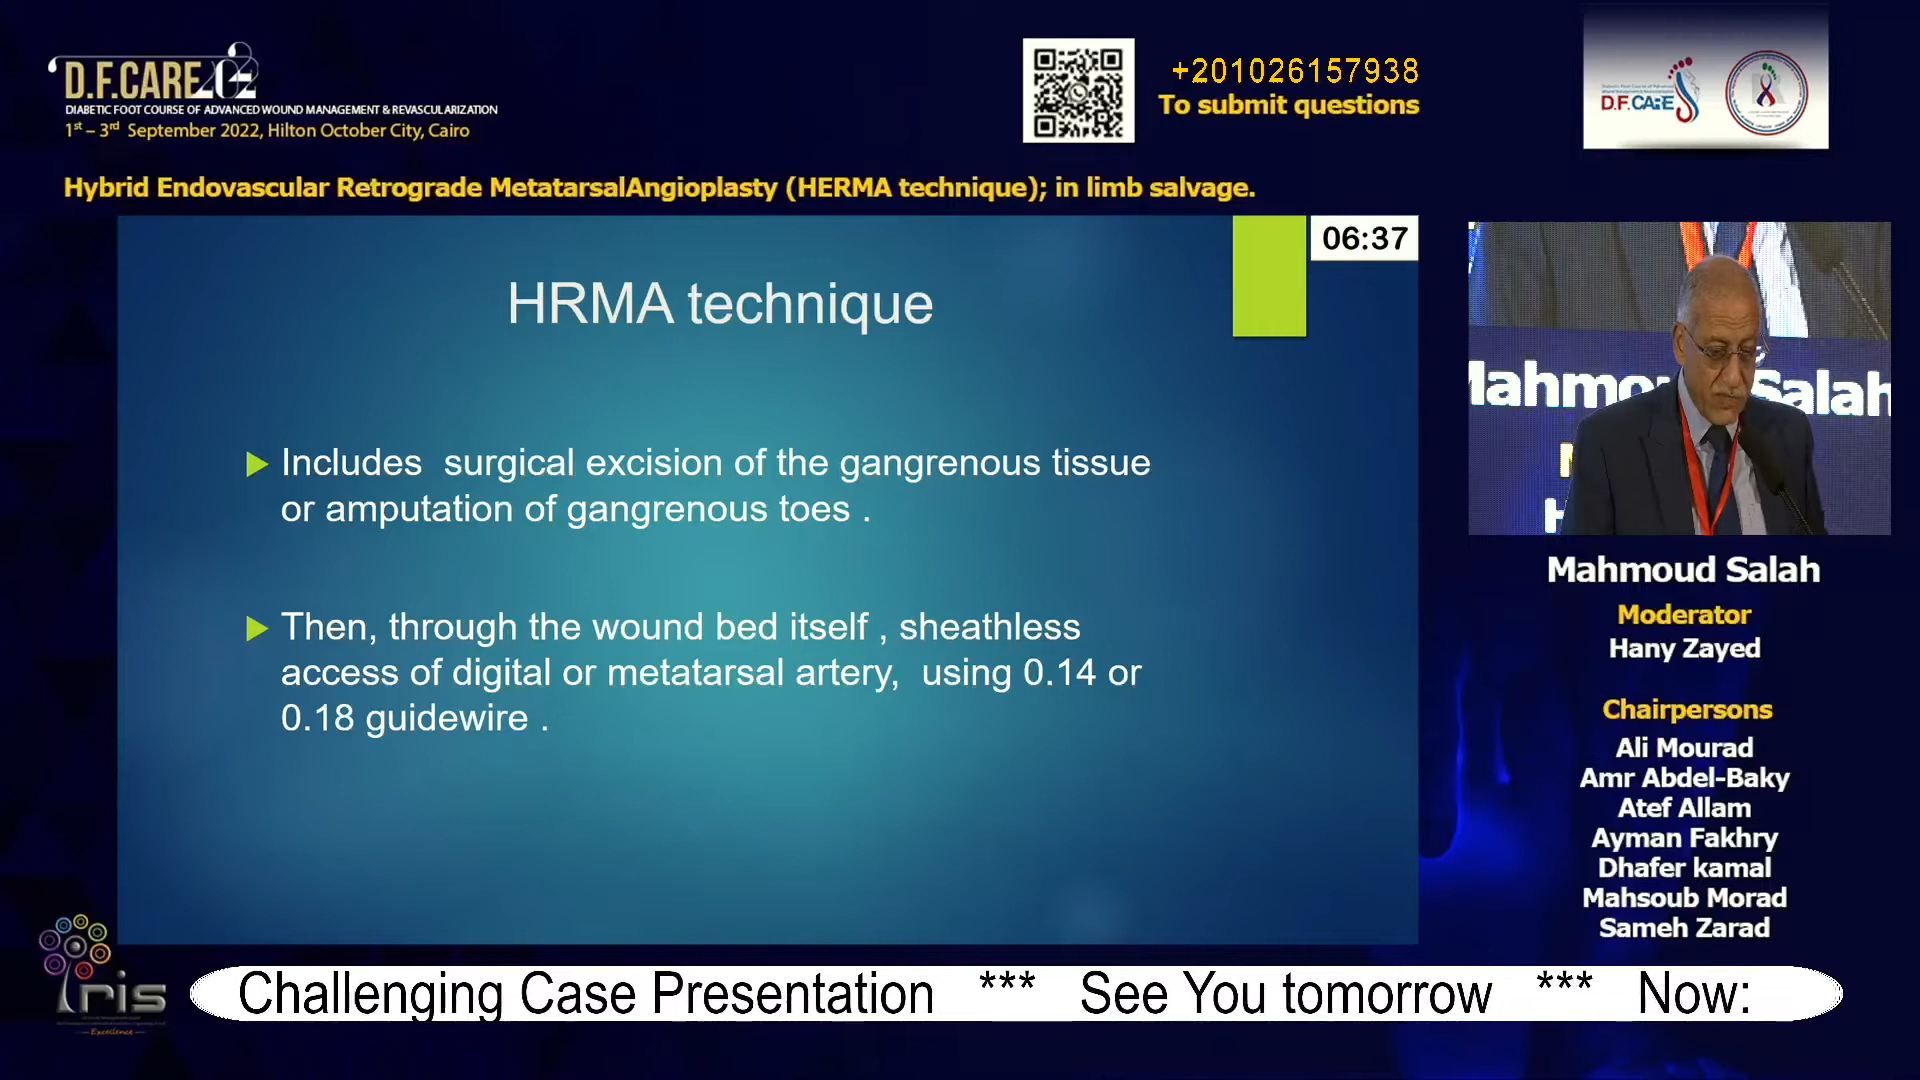 D.F.CARE
DIABETIC FOOT COURSE OF ADVANCED WOUND MANAGEMENT & REVASCULARIZATION
1st – 3rd September 2022, Hilton October City, Cairo
+201026157938
To submit questions
D.F.CARE
Hybrid Endovascular Retrograde MetatarsalAngioplasty (HERMA technique); in limb salvage.
06:37
HRMA technique
Includes surgical excision of the gangrenous tissue
or amputation of gangrenous toes .
Then, through the wound bed itself , sheathless
access of digital or metatarsal artery, using 0.14 or
0.18 guidewire .
Mahmoud Salah
Moderator
Hany Zayed
Chairpersons
Ali Mourad
Amr Abdel-Baky
Atef Allam
Ayman Fakhry
Dhafer kamal
Mahsoub Morad
Sameh Zarad
iris
Excellence
Challenging Case Presentation *** See You tomorrow *** Now: